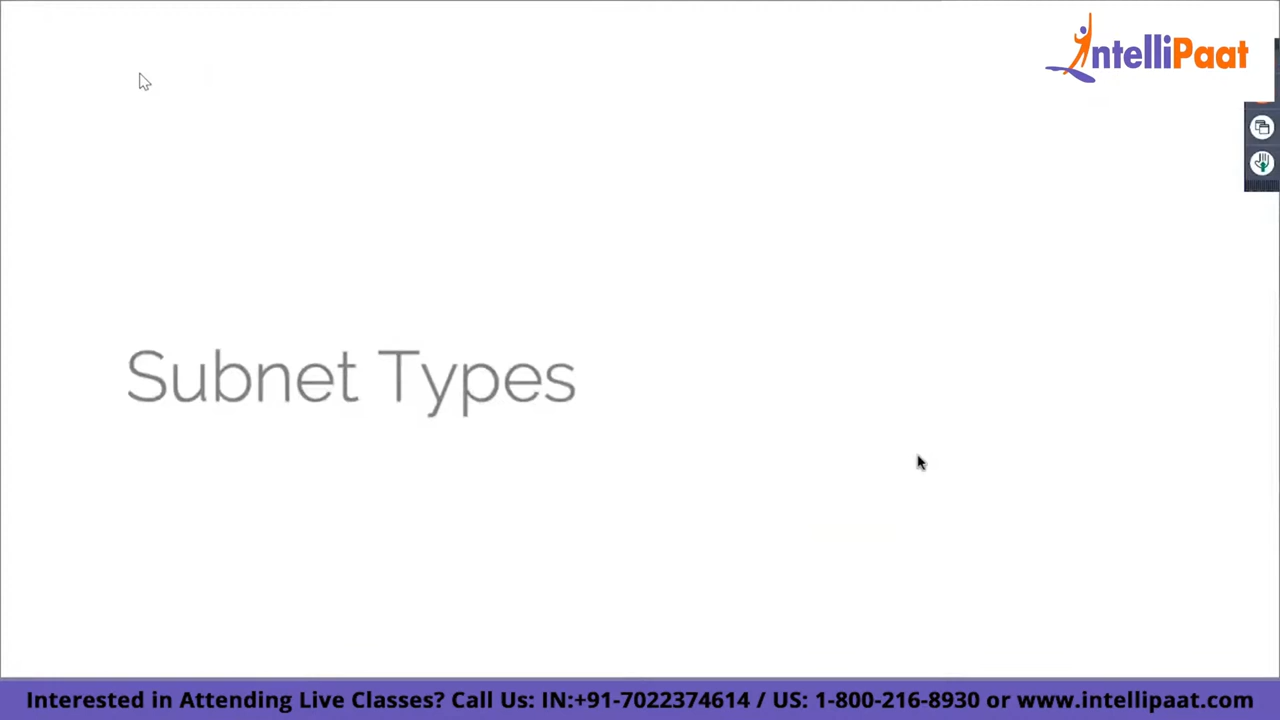 IntelliPaat
Subnet Types
Interested in Attending Live Classes? Call Us: IN:+91-7022374614 / US: 1-800-216-8930 or www.intellipaat.com